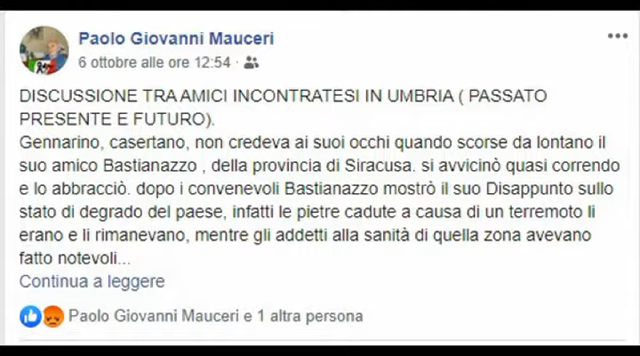 Paolo Giovanni Mauceri
6 ottobre alle ore 12:54 ·
DISCUSSIONE TRA AMICI INCONTRATESI IN UMBRIA ( PASSATO
PRESENTE E FUTURO).
Gennarino, casertano, non credeva ai suoi occhi quando scorse da lontano il
suo amico Bastianazzo , della provincia di Siracusa. si avvicinò quasi correndo
e lo abbracciò. dopo i convenevoli Bastianazzo mostrò il suo Disappunto sullo
stato di degrado del paese, infatti le pietre cadute a causa di un terremoto lì
erano e lì rimanevano, mentre gli addetti alla sanità di quella zona avevano
fatto notevoli...
Continua a leggere
Paolo Giovanni Mauceri e 1 altra persona